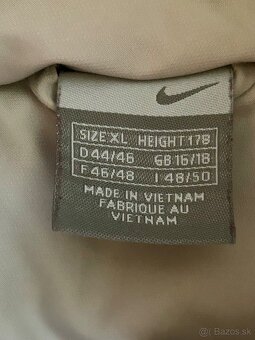 SIZE XL HEIGHT 178
D 44/46 GB 16/18
F 46/48 I 48/50
MADE IN VIETNAM
FABRIQUE AU
VIETNAM
Bazos.sk